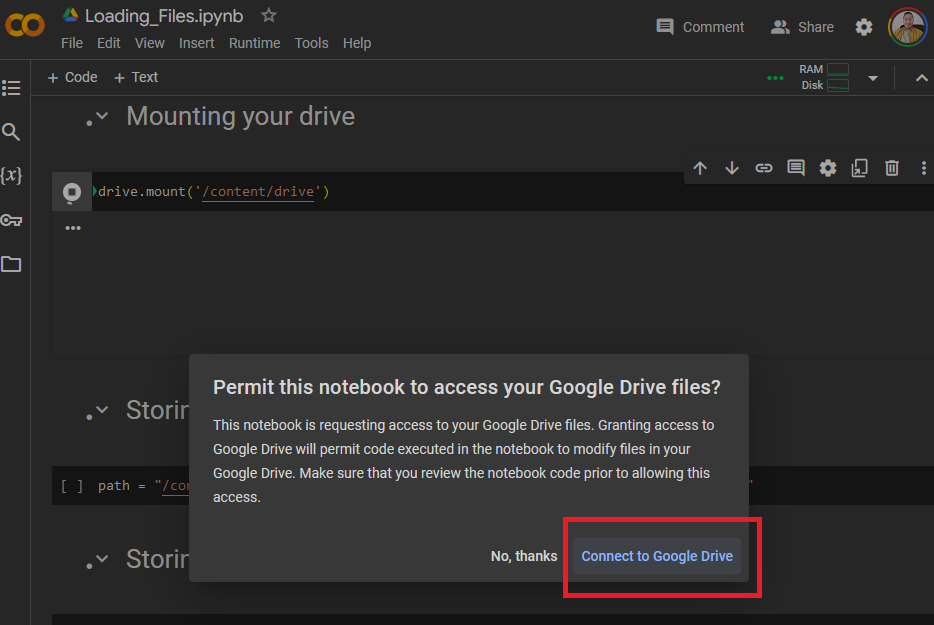 Loading_Files.ipynb
Comment
Share
File Edit View Insert Runtime Tools Help
+ Code + Text
RAM
Disk
Mounting your drive
drive.mount('/content/drive')
Permit this notebook to access your Google Drive files?
This notebook is requesting access to your Google Drive files. Granting access to
Google Drive will permit code executed in the notebook to modify files in your
Google Drive. Make sure that you review the notebook code prior to allowing this
access.
Storin
[ ] path = "/con
"
No, thanks
Connect to Google Drive
Storin